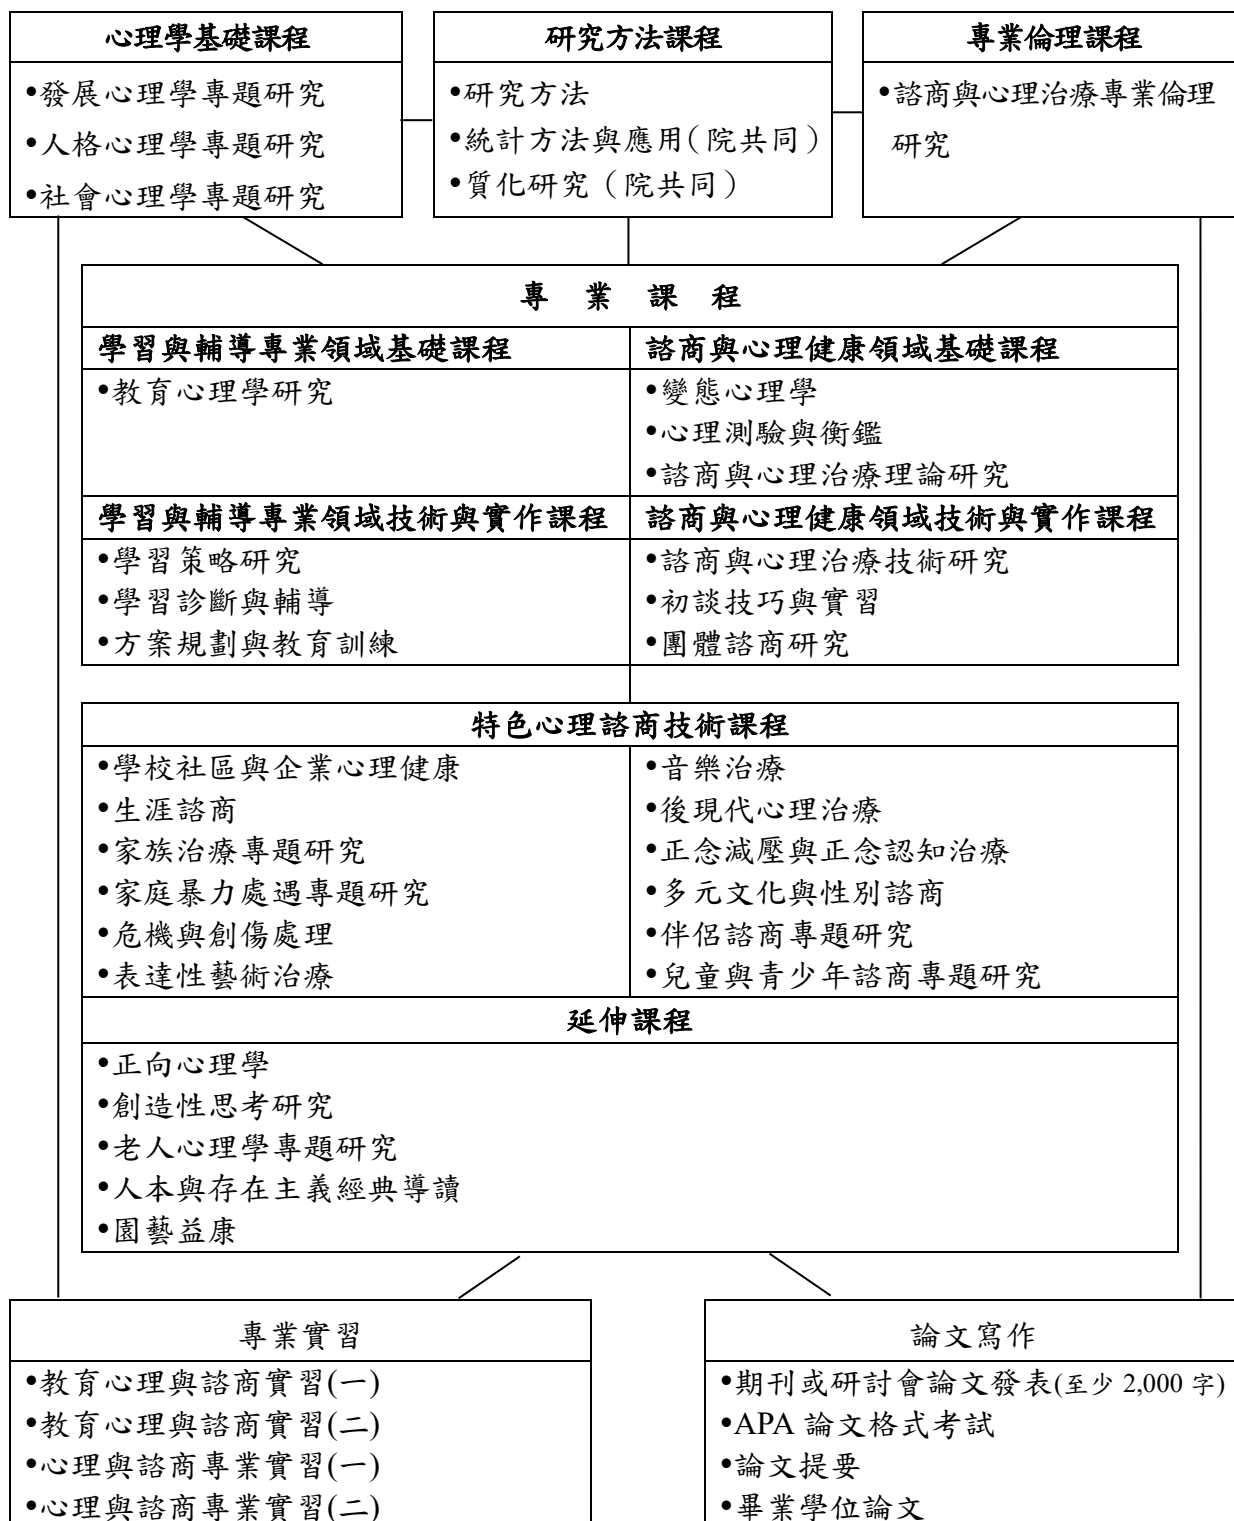 心理學基礎課程
•發展心理學專題研究
•人格心理學專題研究
•社會心理學專題研究
研究方法課程
•研究方法
•統計方法與應用(院共同)
•質化研究（院共同）
專業倫理課程
•諮商與心理治療專業倫理
研究
專 業 課 程
學習與輔導專業領域基礎課程
•教育心理學研究
諮商與心理健康領域基礎課程
•變態心理學
•心理測驗與衡鑑
•諮商與心理治療理論研究
學習與輔導專業領域技術與實作課程
•學習策略研究
•學習診斷與輔導
•方案規劃與教育訓練
諮商與心理健康領域技術與實作課程
•諮商與心理治療技術研究
•初談技巧與實習
•團體諮商研究
特色心理諮商技術課程
•學校社區與企業心理健康
•生涯諮商
•家族治療專題研究
•家庭暴力處遇專題研究
•危機與創傷處理
•表達性藝術治療
•音樂治療
•後現代心理治療
•正念減壓與正念認知治療
•多元文化與性別諮商
•伴侶諮商專題研究
•兒童與青少年諮商專題研究
延伸課程
•正向心理學
•創造性思考研究
•老人心理學專題研究
•人本與存在主義經典導讀
•園藝益康
專業實習
•教育心理與諮商實習(一)
•教育心理與諮商實習(二)
•心理與諮商專業實習(一)
•心理與諮商專業實習(二)
論文寫作
•期刊或研討會論文發表(至少 2,000 字)
•APA 論文格式考試
•論文提要
•畢業學位論文